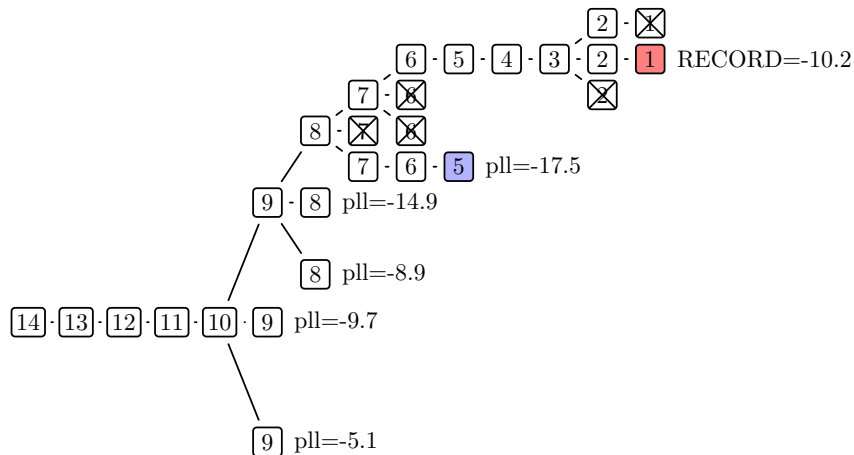 2 1
6 5 4 3 2 1 RECORD=-10.2
7 6 2
8 7 6
7 6 5 pll=-17.5
9 8 pll=-14.9
8 pll=-8.9
14 13 12 11 10 9 pll=-9.7
9 pll=-5.1